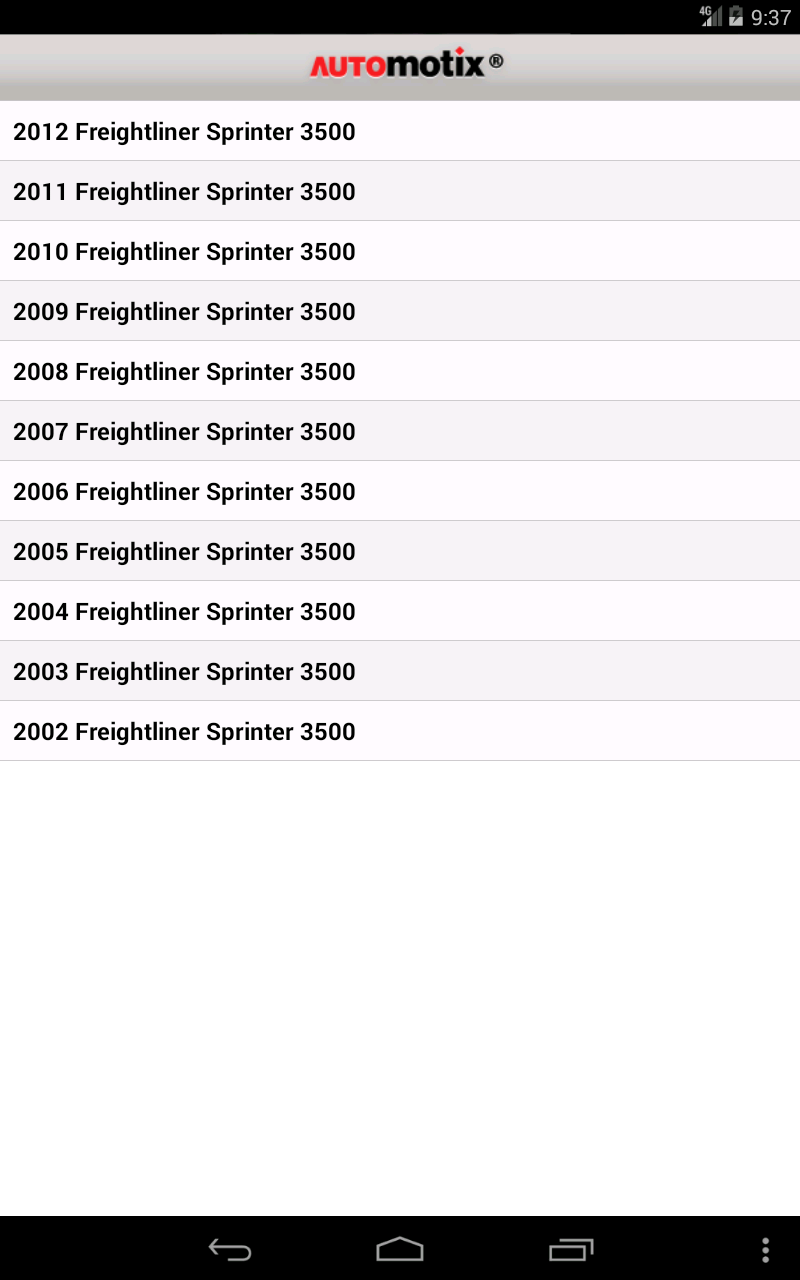 4G 9:37
AUTOmotix®
2012 Freightliner Sprinter 3500
2011 Freightliner Sprinter 3500
2010 Freightliner Sprinter 3500
2009 Freightliner Sprinter 3500
2008 Freightliner Sprinter 3500
2007 Freightliner Sprinter 3500
2006 Freightliner Sprinter 3500
2005 Freightliner Sprinter 3500
2004 Freightliner Sprinter 3500
2003 Freightliner Sprinter 3500
2002 Freightliner Sprinter 3500